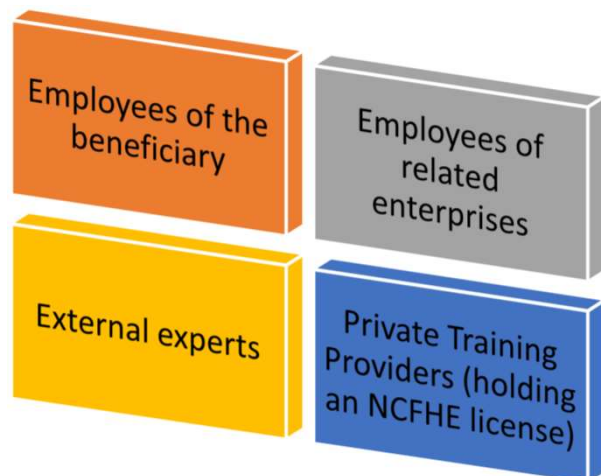 Employees of the
beneficiary
Employees of
related
enterprises
External experts
Private Training
Providers (holding
an NCFHE license)